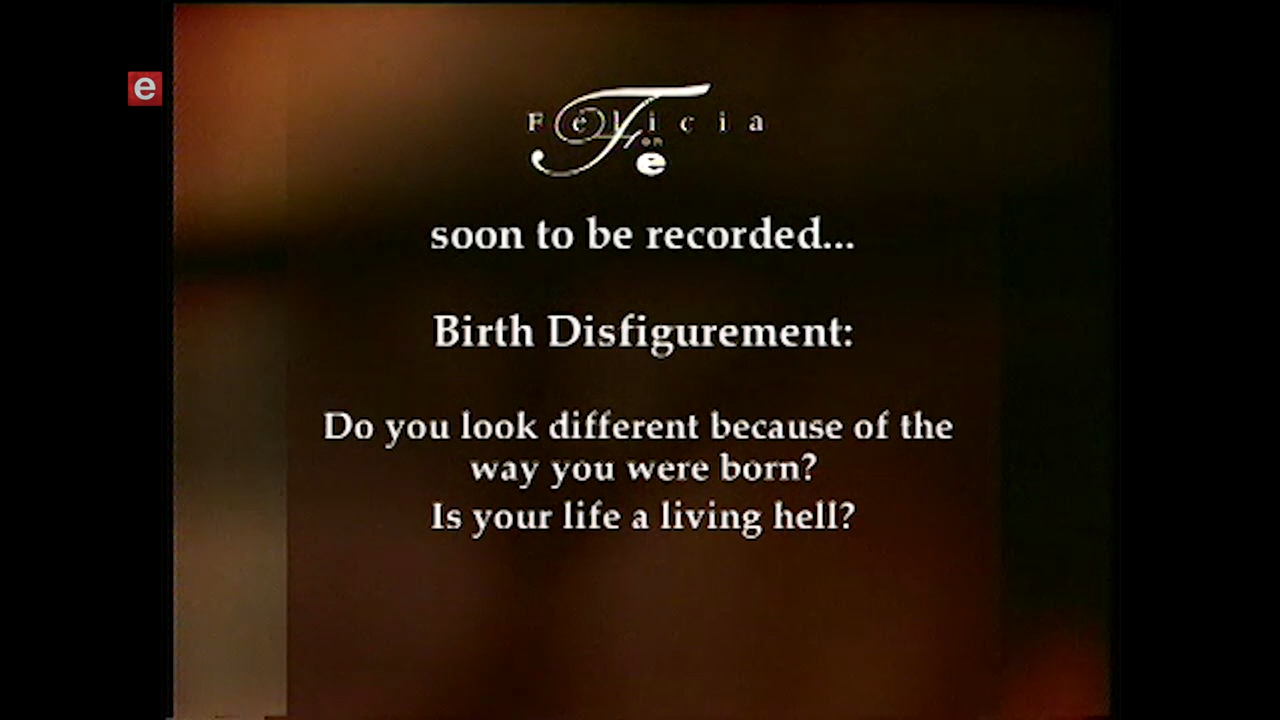 e
Felicia
on
e
soon to be recorded...
Birth Disfigurement:
Do you look different because of the
way you were born?
Is your life a living hell?